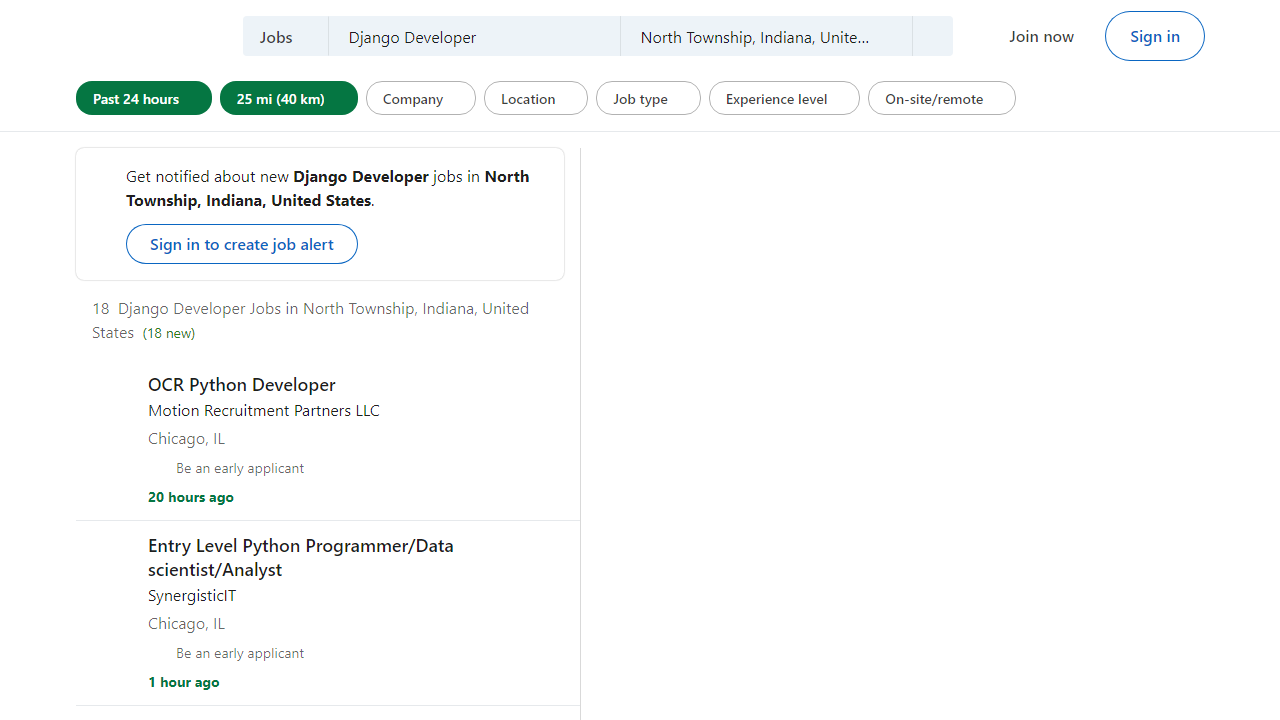 Jobs
Django Developer
North Township, Indiana, Unite...
Join now
Sign in
Past 24 hours
25 mi (40 km)
Company
Location
Job type
Experience level
On-site/remote
Get notified about new Django Developer jobs in North
Township, Indiana, United States.
Sign in to create job alert
18 Django Developer Jobs in North Township, Indiana, United
States (18 new)
OCR Python Developer
Motion Recruitment Partners LLC
Chicago, IL
Be an early applicant
20 hours ago
Entry Level Python Programmer/Data
scientist/Analyst
SynergisticIT
Chicago, IL
Be an early applicant
1 hour ago